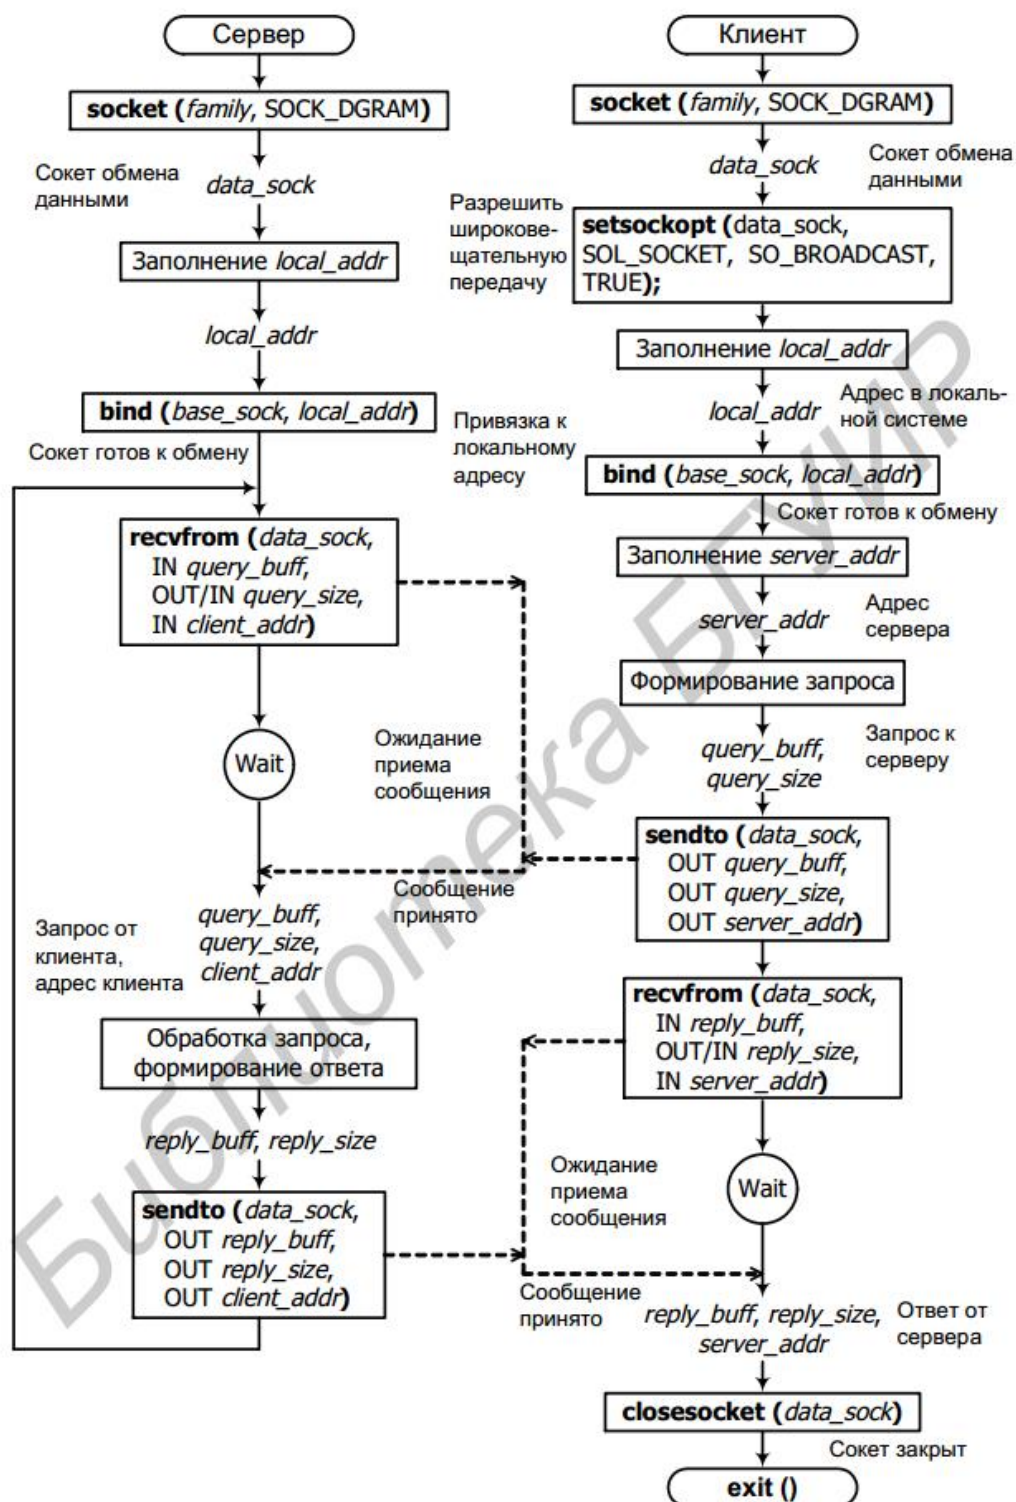 Сервер
socket (family, SOCK_DGRAM)
Сокет обмена
данными
data_sock
Заполнение local_addr
local_addr
bind (base_sock, local_addr)
Сокет готов к обмену
recvfrom (data_sock,
IN query_buff,
OUT/IN query_size,
IN client_addr)
Wait
Ожидание
приема
сообщения
Сообщение
принято
Запрос от
клиента,
адрес клиента
query_buff,
query_size,
client_addr
Обработка запроса,
формирование ответа
reply_buff, reply_size
sendto (data_sock,
OUT reply_buff,
OUT reply_size,
OUT client_addr)
Клиент
socket (family, SOCK_DGRAM)
data_sock
Сокет обмена
данными
Разрешить
широкове-
щательную
передачу
setsockopt (data_sock,
SOL_SOCKET, SO_BROADCAST,
TRUE);
Заполнение local_addr
local_addr
Адрес в локаль-
ной системе
Привязка к
локальному
адресу
bind (base_sock, local_addr)
Сокет готов к обмену
Заполнение server_addr
server_addr
Адрес
сервера
Формирование запроса
query_buff,
query_size
Запрос к
серверу
sendto (data_sock,
OUT query_buff,
OUT query_size,
OUT server_addr)
recvfrom (data_sock,
IN reply_buff,
OUT/IN reply_size,
IN server_addr)
Ожидание
приема
сообщения
Wait
Сообщение
принято
reply_buff, reply_size,
server_addr
Ответ от
сервера
closesocket (data_sock)
Сокет закрыт
exit ()
Библиотека БГУИР